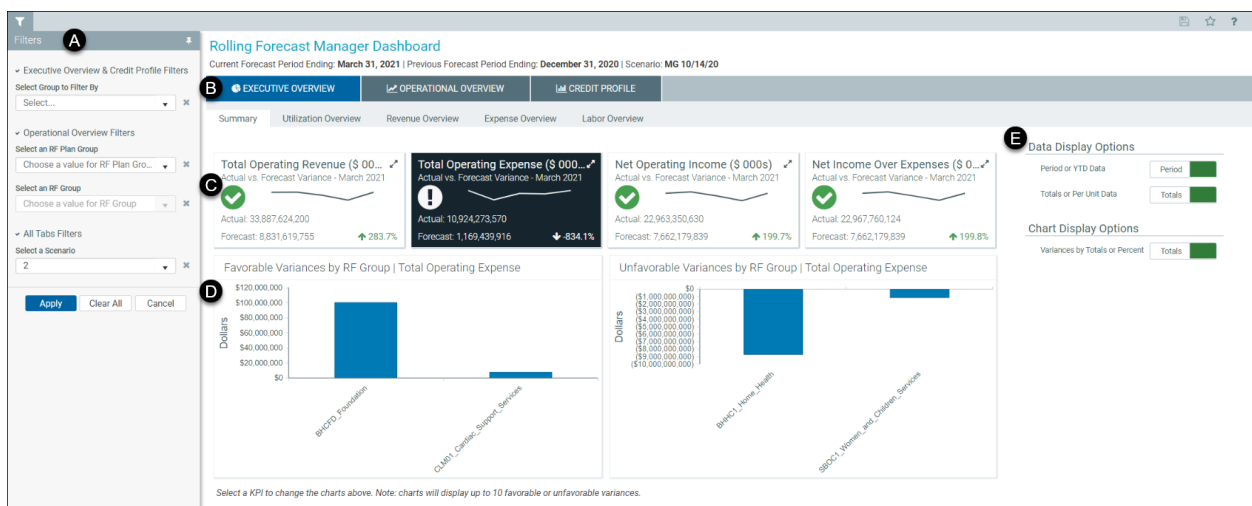 A
Filters
Executive Overview & Credit Profile Filters
Select Group to Filter By
Select...
Operational Overview Filters
Select an RF Plan Group
Choose a value for RF Plan Gro...
Select an RF Group
Choose a value for RF Group
All Tabs Filters
Select a Scenario
2
Apply Clear All Cancel
?
Rolling Forecast Manager Dashboard
Current Forecast Period Ending: March 31, 2021 | Previous Forecast Period Ending: December 31, 2020 | Scenario: MG 10/14/20
B
EXECUTIVE OVERVIEW OPERATIONAL OVERVIEW CREDIT PROFILE
Summary Utilization Overview Revenue Overview Expense Overview Labor Overview
C
Total Operating Revenue ($ 00...
Actual vs. Forecast Variance - March 2021
Actual: 33,887,624,200
Forecast: 8,831,619,755 283.7%
Total Operating Expense ($ 000...
Actual vs. Forecast Variance - March 2021
Actual: 10,924,273,570
Forecast: 1,169,439,916 -834.1%
Net Operating Income ($ 000s)
Actual vs. Forecast Variance - March 2021
Actual: 22,963,350,630
Forecast: 7,662,179,839 199.7%
Net Income Over Expenses ($ 0...
Actual vs. Forecast Variance - March 2021
Actual: 22,967,760,124
Forecast: 7,662,179,839 199.8%
D
Favorable Variances by RF Group | Total Operating Expense
Dollars
$120,000,000
$100,000,000
$80,000,000
$60,000,000
$40,000,000
$20,000,000
$0
BHCFD_Foundation
CLM01_Cardiac_Support_Services
Unfavorable Variances by RF Group | Total Operating Expense
Dollars
$0
($1,000,000,000)
($2,000,000,000)
($3,000,000,000)
($4,000,000,000)
($5,000,000,000)
($6,000,000,000)
($7,000,000,000)
($8,000,000,000)
($9,000,000,000)
($10,000,000,000)
BHHC1_Home_Health
SBOC1_Women_and_Children_Services
Select a KPI to change the charts above. Note: charts will display up to 10 favorable or unfavorable variances.
E
Data Display Options
Period or YTD Data Period
Totals or Per Unit Data Totals
Chart Display Options
Variances by Totals or Percent Totals